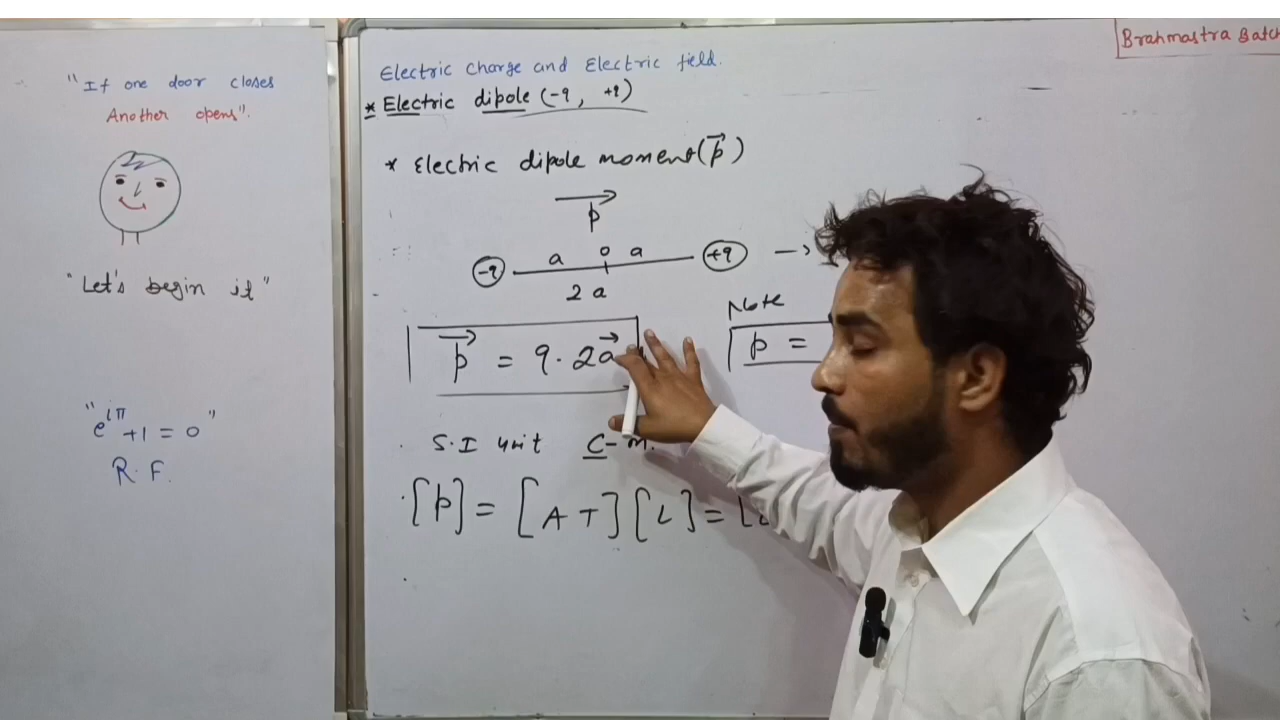 "If one door closes
Another opens".
"Let's begin it"
"e^{iπ}+1 = 0"
R. F.
Brahmastra Batch
Electric charge and Electric field.
* Electric dipole (-q, +q)
* Electric dipole moment (p⃗)
p⃗
-q a o a +q →
2a
p⃗ = q. 2a⃗
Note
p =
. S.I unit C-m.
. [p] = [AT][L] = [L